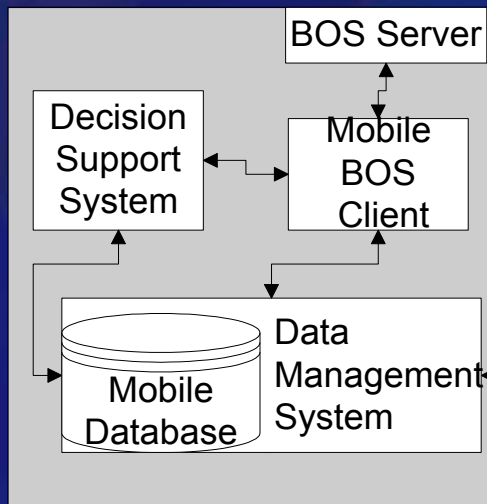 BOS Server
Decision
Support
System
Mobile
BOS
Client
Data
Management
System
Mobile
Database